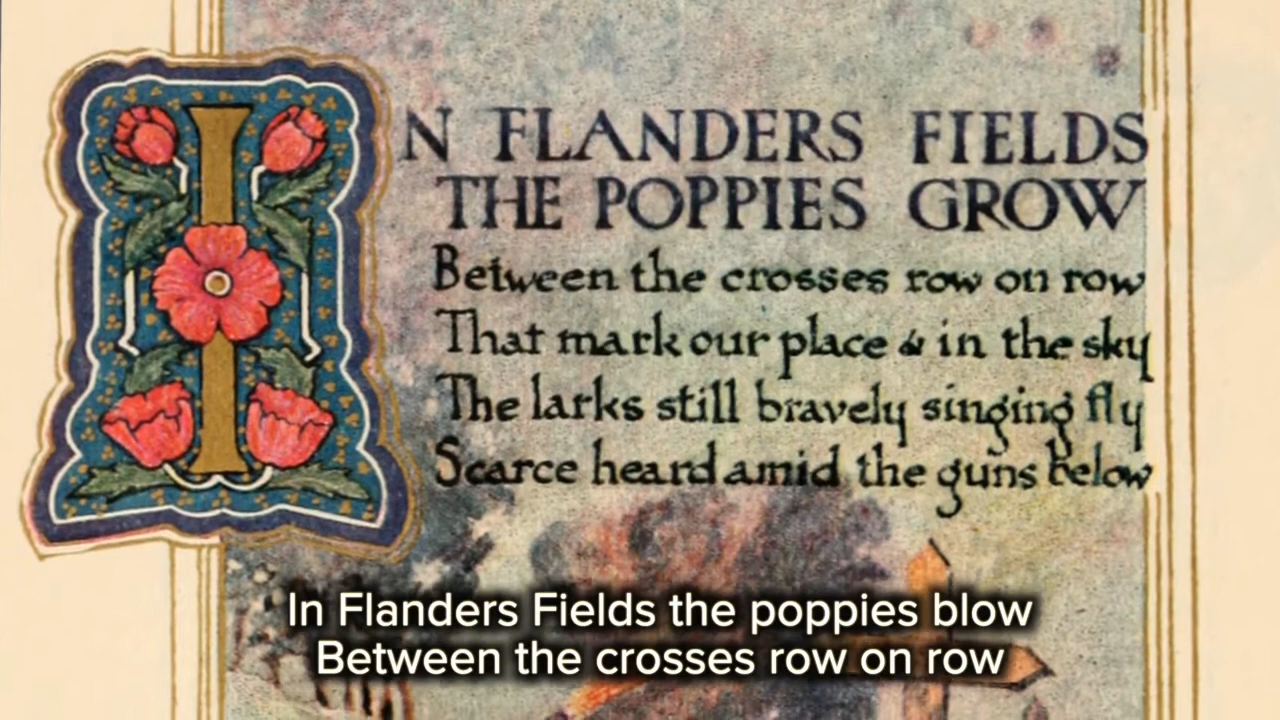 IN FLANDERS FIELDS
THE POPPIES GROW
Between the crosses row on row
That mark our place & in the sky
The larks still bravely singing fly
Scarce heard amid the guns below
In Flanders Fields the poppies blow
Between the crosses row on row